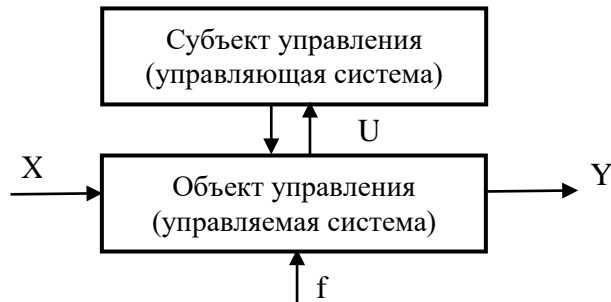 Субъект управления
(управляющая система)
U
X
Объект управления
(управляемая система)
Y
f